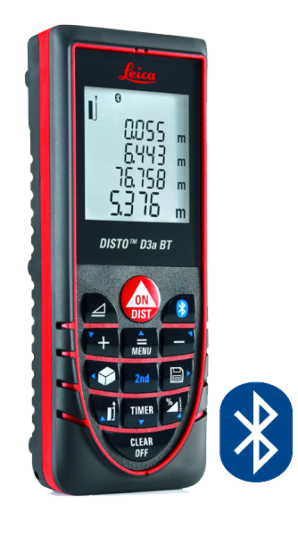 Leica
0.055 m
6.443 m
76.758 m
5.376 m
DISTO™ D3a BT
ON
DIST
+
=
MENU
−
2nd
TIMER
CLEAR
OFF